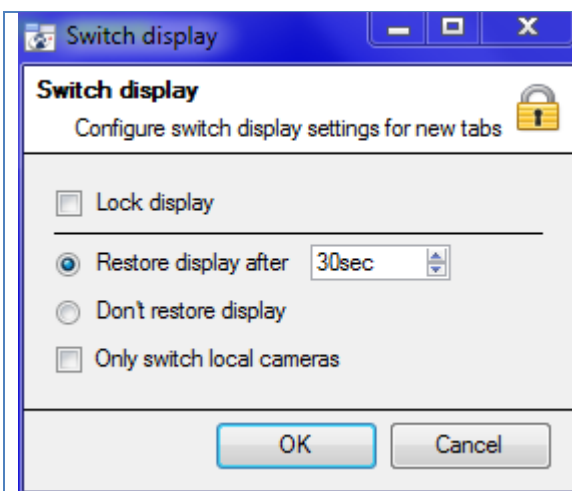 Switch display
Switch display
Configure switch display settings for new tabs
Lock display
Restore display after 30sec
Don't restore display
Only switch local cameras
OK Cancel